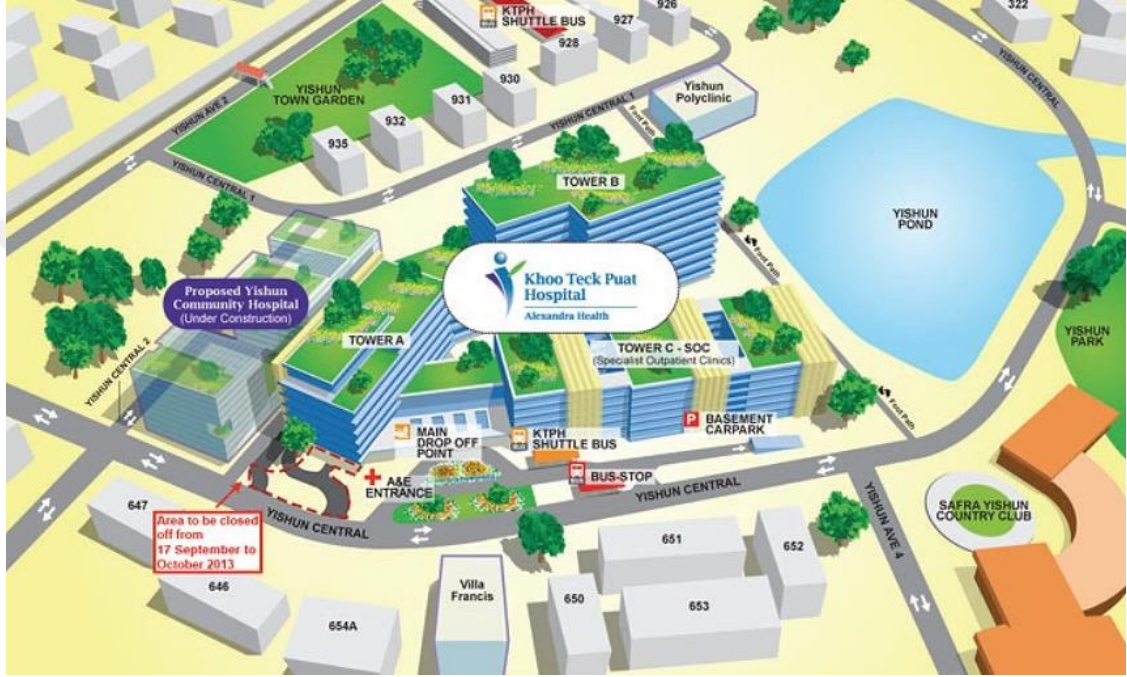 KTPH
SHUTTLE BUS
927
926
322
928
930
YISHUN
TOWN GARDEN
931
932
935
YISHUN AVE 2
YISHUN CENTRAL 1
Yishun
Polyclinic
Foot Path
YISHUN CENTRAL
YISHUN CENTRAL 1
TOWER B
YISHUN
POND
Foot Path
Khoo Teck Puat
Hospital
Alexandra Health
Proposed Yishun
Community Hospital
(Under Construction)
TOWER A
TOWER C - SOC
(Specialist Outpatient Clinics)
YISHUN
PARK
YISHUN CENTRAL 2
Foot Path
MAIN
DROP OFF
POINT
KTPH
SHUTTLE BUS
P
BASEMENT
CARPARK
A&E
ENTRANCE
BUS-STOP
YISHUN CENTRAL
YISHUN CENTRAL
YISHUN AVE 4
SAFRA YISHUN
COUNTRY CLUB
647
Area to be closed
off from
17 September to
October 2013
646
654A
Villa
Francis
650
651
652
653